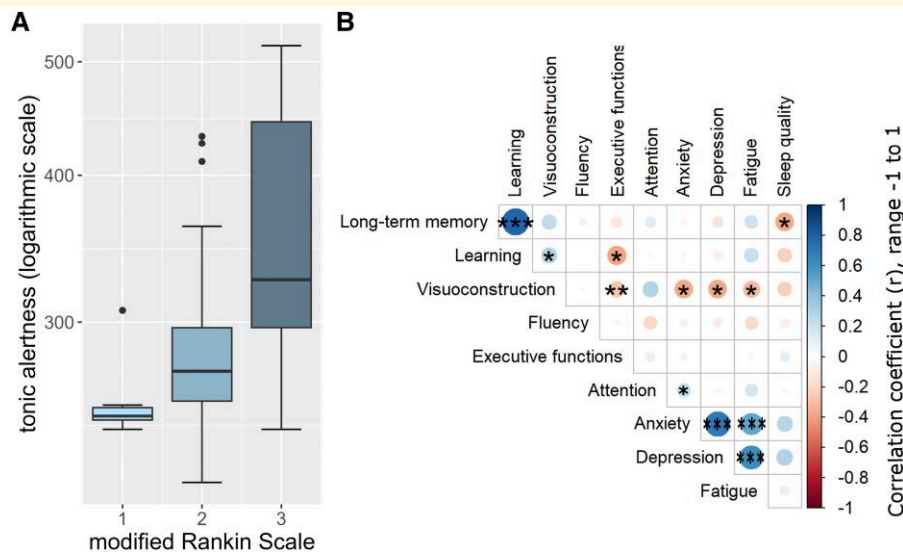 A
B
tonic alertness (logarithmic scale)
500
400
300
1
2
3
modified Rankin Scale
Learning
Visuoconstruction
Fluency
Executive functions
Attention
Anxiety
Depression
Fatigue
Sleep quality
Long-term memory
*** 
*
Learning
*
*
Visuoconstruction
**
*
*
*
Fluency
Executive functions
Attention
*
Anxiety
***
***
Depression
***
Fatigue
1
0.8
0.6
0.4
0.2
0
-0.2
-0.4
-0.6
-0.8
-1
Correlation coefficient (r), range -1 to 1